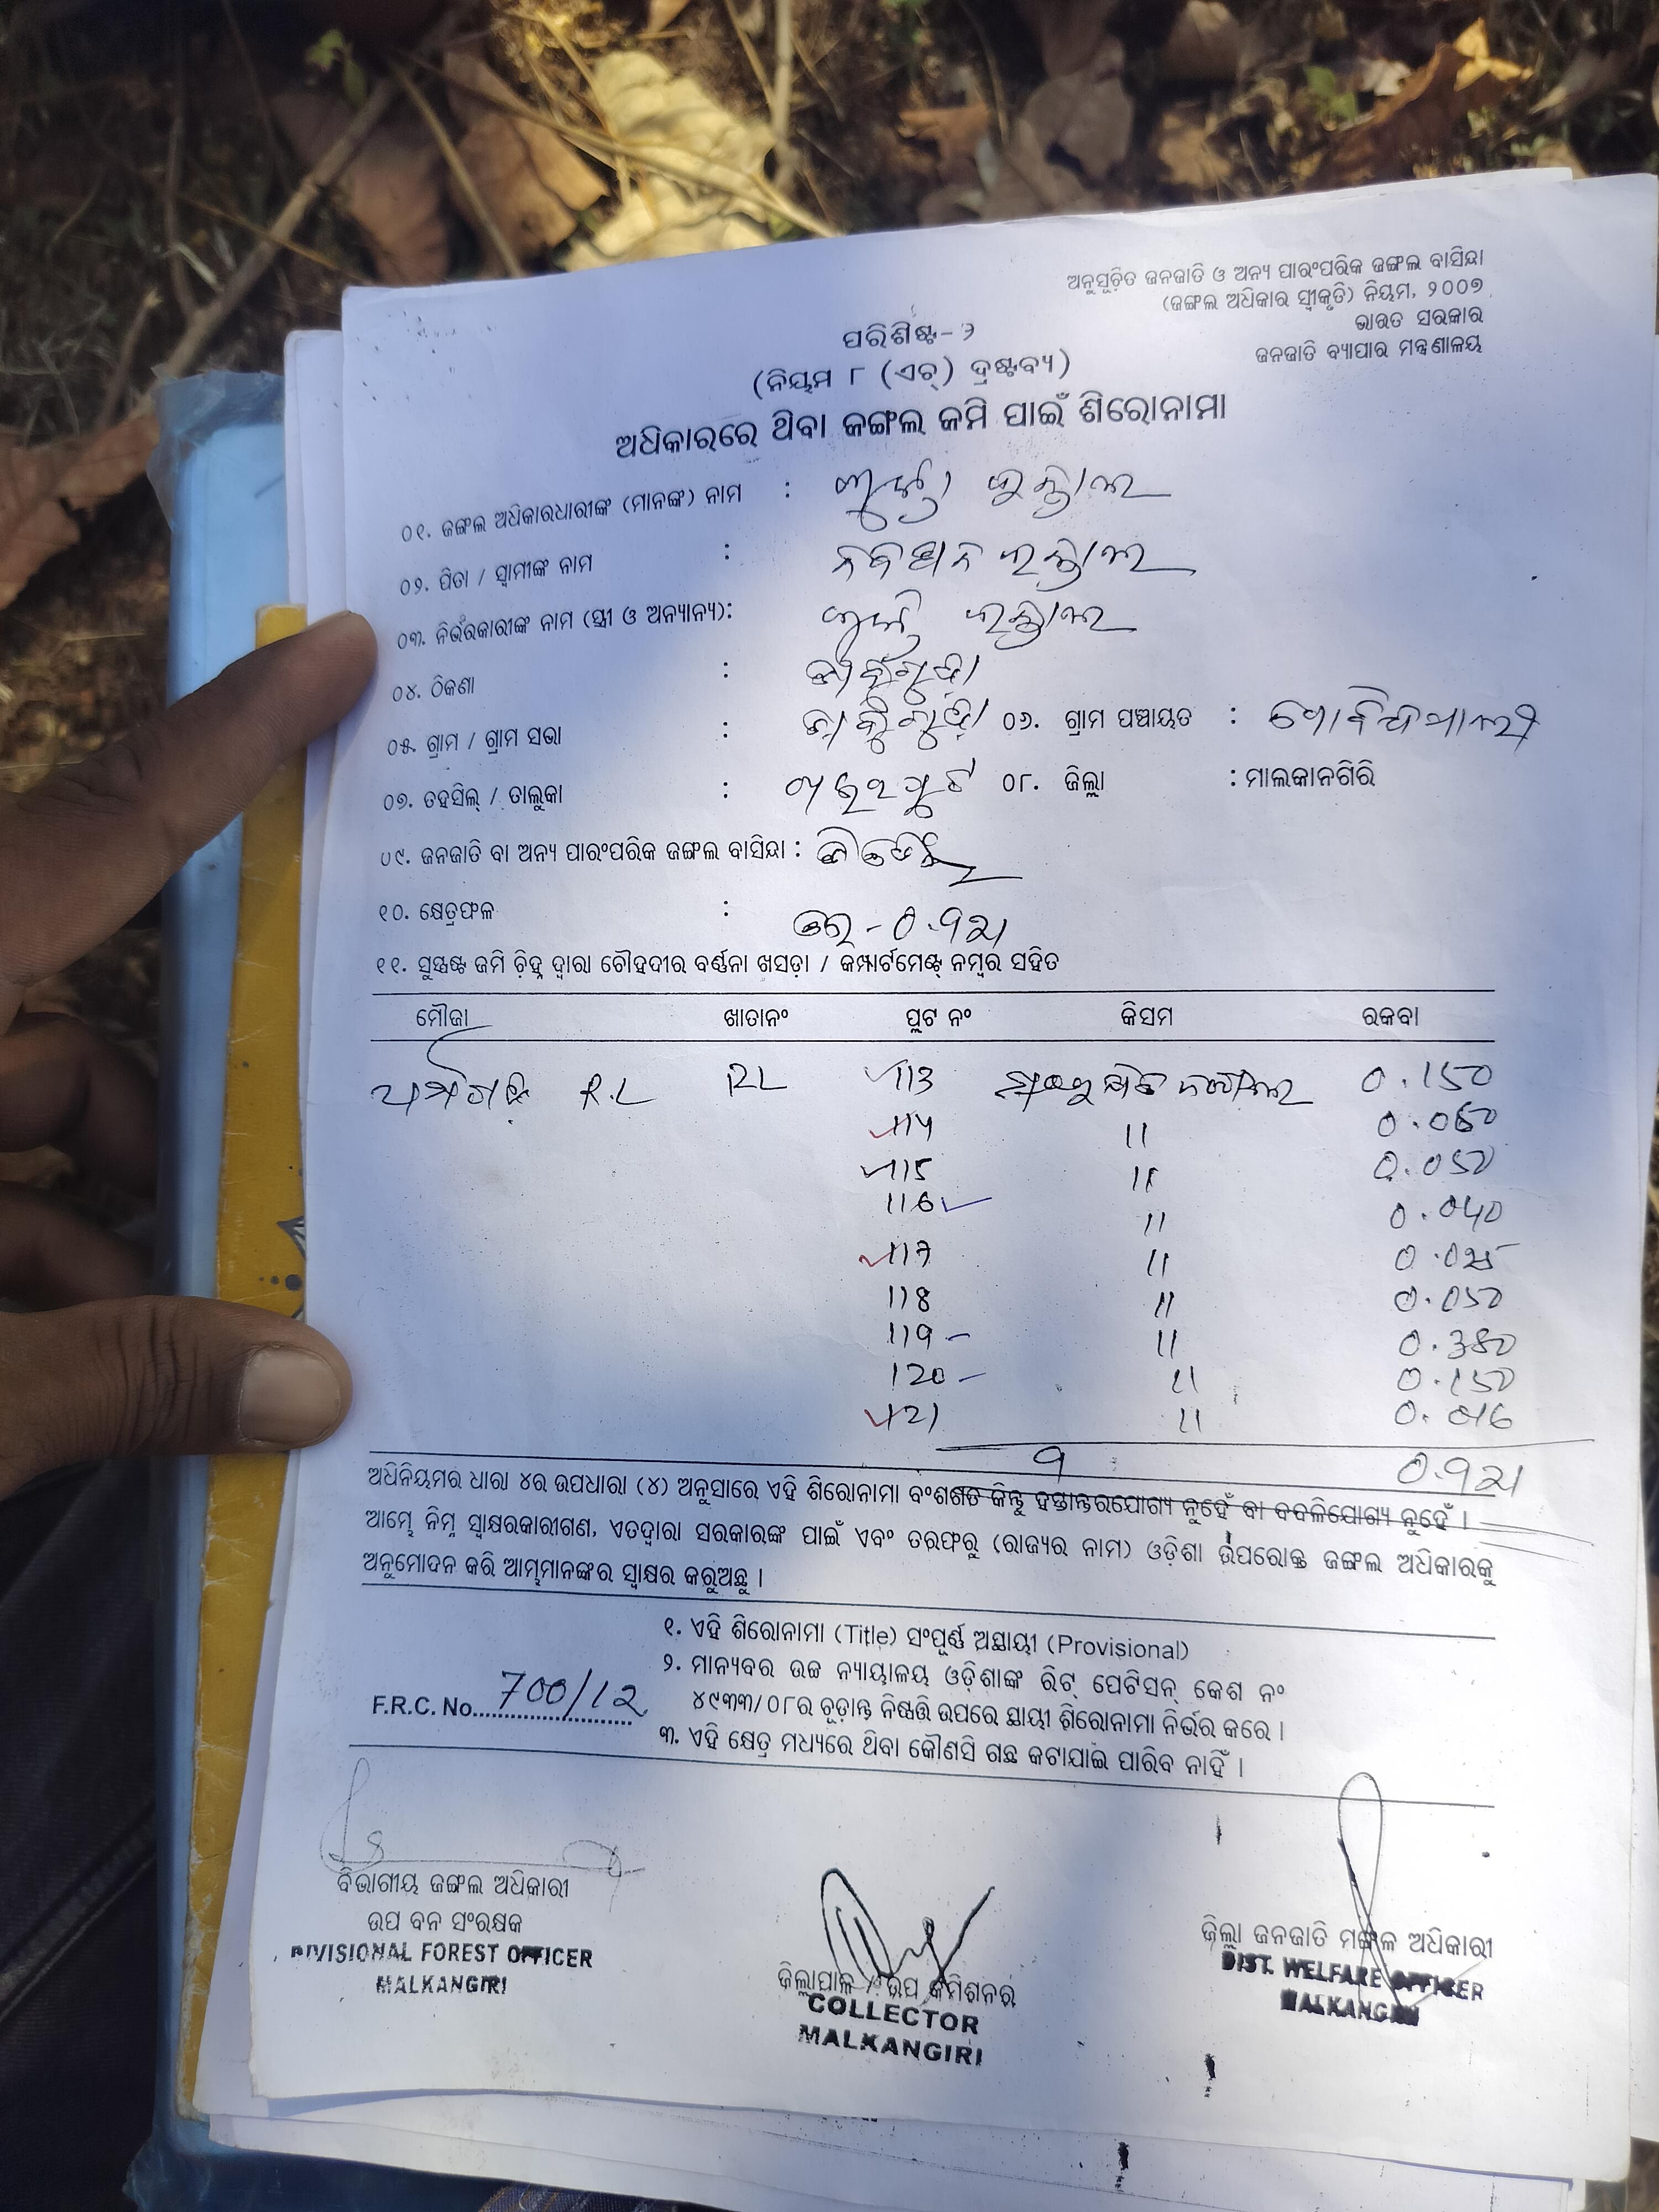 ଅନୁସୂଚିତ ଜନଜାତି ଓ ଅନ୍ୟ ପାରଂପରିକ ଜଙ୍ଗଲ ବାସିନ୍ଦା
(ଜଙ୍ଗଲ ଅଧିକାର ସ୍ୱୀକୃତି) ନିୟମ, ୨୦୦୭
ଭାରତ ସରକାର
ଜନଜାତି ବ୍ୟାପାର ମନ୍ତ୍ରଣାଳୟ
ପରିଶିଷ୍ଟ-୨
(ନିୟମ ୮ (ଏଚ୍) ଦ୍ରଷ୍ଟବ୍ୟ)
ଅଧିକାରରେ ଥିବା ଜଙ୍ଗଲ ଜମି ପାଇଁ ଶିରୋନାମା
୦୧. ଜଙ୍ଗଲ ଅଧିକାରଧାରୀଙ୍କ (ମାନଙ୍କ) ନାମ :
୦୨. ପିତା / ସ୍ୱାମୀଙ୍କ ନାମ :
୦୩. ନିର୍ଭରକାରୀଙ୍କ ନାମ (ସ୍ତ୍ରୀ ଓ ଅନ୍ୟାନ୍ୟ):
୦୪. ଠିକଣା :
୦୫. ଗ୍ରାମ / ଗ୍ରାମ ସଭା : ୦୬. ଗ୍ରାମ ପଞ୍ଚାୟତ :
୦୭. ତହସିଲ୍ / ତାଲୁକା : ୦୮. ଜିଲ୍ଲା : ମାଲକାନଗିରି
୦୯. ଜନଜାତି ବା ଅନ୍ୟ ପାରଂପରିକ ଜଙ୍ଗଲ ବାସିନ୍ଦା :
୧୦. କ୍ଷେତ୍ରଫଳ : 0.921
୧୧. ସୁସ୍ପଷ୍ଟ ଜମି ଚିହ୍ନ ଦ୍ୱାରା ଚୌହଦୀର ବର୍ଣ୍ଣନା ଖସଡ଼ା / କମ୍ପାର୍ଟମେଣ୍ଟ୍ ନମ୍ବର ସହିତ
ମୌଜା ଖାତାନଂ ପ୍ଲଟ ନଂ କିସମ ରକବା
R.L RL 113 0.150
114 " 0.060
115 " 0.050
116 " 0.040
117 " 0.025
118 " 0.050
119 " 0.380
120 " 0.150
121 " 0.016
9 0.921
ଅଧିନିୟମର ଧାରା ୪ର ଉପଧାରା (୪) ଅନୁସାରେ ଏହି ଶିରୋନାମା ବଂଶଗତ କିନ୍ତୁ ହସ୍ତାନ୍ତରଯୋଗ୍ୟ ନୁହେଁ ବା ବଦଳିଯୋଗ୍ୟ ନୁହେଁ ।
ଆମ୍ଭେ ନିମ୍ନ ସ୍ୱାକ୍ଷରକାରୀଗଣ, ଏତଦ୍ୱାରା ସରକାରଙ୍କ ପାଇଁ ଏବଂ ତରଫରୁ (ରାଜ୍ୟର ନାମ) ଓଡ଼ିଶା ଉପରୋକ୍ତ ଜଙ୍ଗଲ ଅଧିକାରକୁ
ଅନୁମୋଦନ କରି ଆମ୍ଭମାନଙ୍କର ସ୍ୱାକ୍ଷର କରୁଅଛୁ ।
୧. ଏହି ଶିରୋନାମା (Title) ସଂପୂର୍ଣ୍ଣ ଅସ୍ଥାୟୀ (Provisional)
୨. ମାନ୍ୟବର ଉଚ୍ଚ ନ୍ୟାୟାଳୟ ଓଡ଼ିଶାଙ୍କ ରିଟ୍ ପେଟିସନ୍ କେଶ ନଂ
୪୯୩୩/୦୮ର ଚୂଡ଼ାନ୍ତ ନିଷ୍ପତ୍ତି ଉପରେ ସ୍ଥାୟୀ ଶିରୋନାମା ନିର୍ଭର କରେ ।
F.R.C. No. 700/12
୩. ଏହି କ୍ଷେତ୍ର ମଧ୍ୟରେ ଥିବା କୌଣସି ଗଛ କଟାଯାଇ ପାରିବ ନାହିଁ ।
ବିଭାଗୀୟ ଜଙ୍ଗଲ ଅଧିକାରୀ
ଉପ ବନ ସଂରକ୍ଷକ
DIVISIONAL FOREST OFFICER
MALKANGIRI
ଜିଲ୍ଲାପାଳ / ଉପ କମିଶନର
COLLECTOR
MALKANGIRI
ଜିଲ୍ଲା ଜନଜାତି ମଙ୍ଗଳ ଅଧିକାରୀ
DIST. WELFARE OFFICER
MALKANGIRI